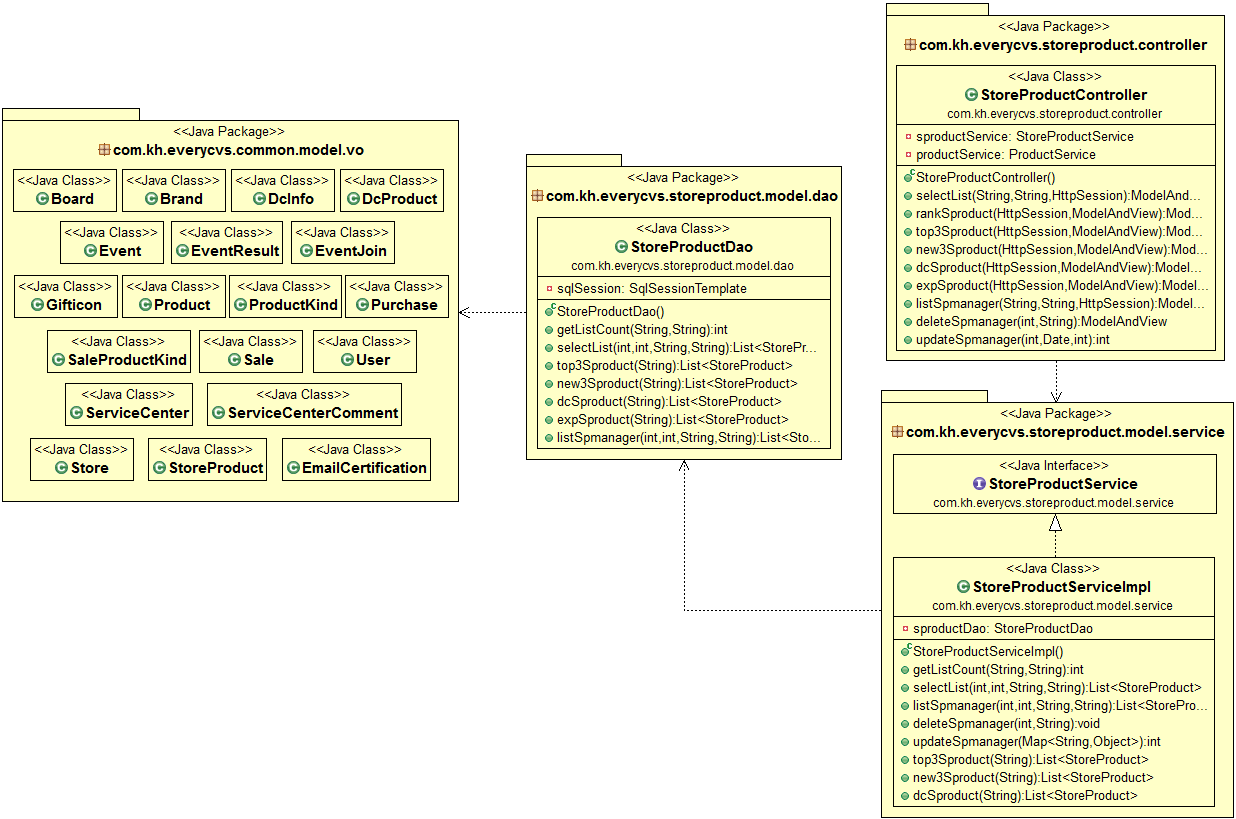 <<Java Package>>
com.kh.everycvs.common.model.vo
<<Java Class>> <<Java Class>> <<Java Class>> <<Java Class>>
Board Brand DcInfo DcProduct
<<Java Class>> <<Java Class>> <<Java Class>>
Event EventResult EventJoin
<<Java Class>> <<Java Class>> <<Java Class>> <<Java Class>>
Gifticon Product ProductKind Purchase
<<Java Class>> <<Java Class>> <<Java Class>>
SaleProductKind Sale User
<<Java Class>> <<Java Class>>
ServiceCenter ServiceCenterComment
<<Java Class>> <<Java Class>> <<Java Class>>
Store StoreProduct EmailCertification
<<Java Package>>
com.kh.everycvs.storeproduct.model.dao
<<Java Class>>
StoreProductDao
com.kh.everycvs.storeproduct.model.dao
sqlSession: SqlSessionTemplate
StoreProductDao()
getListCount(String,String):int
selectList(int,int,String,String):List<StorePr...
top3Sproduct(String):List<StoreProduct>
new3Sproduct(String):List<StoreProduct>
dcSproduct(String):List<StoreProduct>
expSproduct(String):List<StoreProduct>
listSpmanager(int,int,String,String):List<Sto...
<<Java Package>>
com.kh.everycvs.storeproduct.controller
<<Java Class>>
StoreProductController
com.kh.everycvs.storeproduct.controller
sproductService: StoreProductService
productService: ProductService
StoreProductController()
selectList(String,String,HttpSession):ModelAnd...
rankSproduct(HttpSession,ModelAndView):Mod...
top3Sproduct(HttpSession,ModelAndView):Mod...
new3Sproduct(HttpSession,ModelAndView):Mod...
dcSproduct(HttpSession,ModelAndView):Model...
expSproduct(HttpSession,ModelAndView):Mode...
listSpmanager(String,String,HttpSession):Model...
deleteSpmanager(int,String):ModelAndView
updateSpmanager(int,Date,int):int
<<Java Package>>
com.kh.everycvs.storeproduct.model.service
<<Java Interface>>
StoreProductService
com.kh.everycvs.storeproduct.model.service
<<Java Class>>
StoreProductServiceImpl
com.kh.everycvs.storeproduct.model.service
sproductDao: StoreProductDao
StoreProductServiceImpl()
getListCount(String,String):int
selectList(int,int,String,String):List<StoreProduct>
listSpmanager(int,int,String,String):List<StorePro...
deleteSpmanager(int,String):void
updateSpmanager(Map<String,Object>):int
top3Sproduct(String):List<StoreProduct>
new3Sproduct(String):List<StoreProduct>
dcSproduct(String):List<StoreProduct>